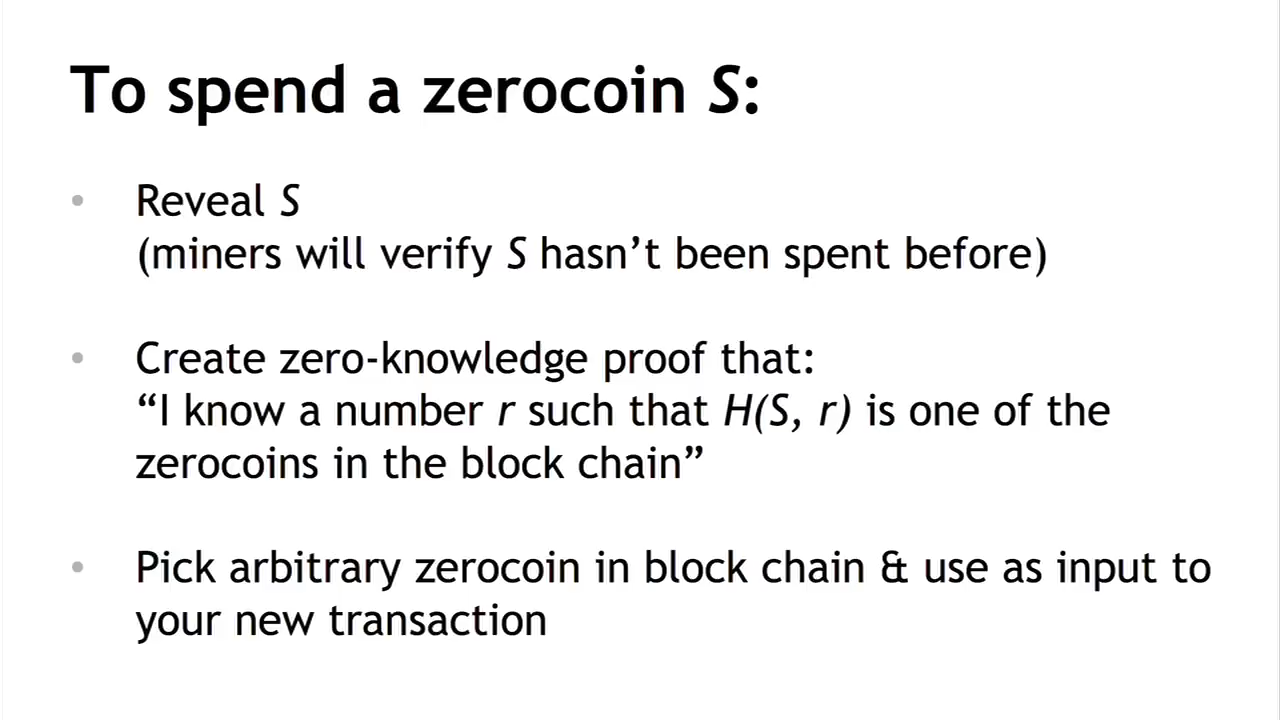 To spend a zerocoin S:
• Reveal S
(miners will verify S hasn’t been spent before)
• Create zero-knowledge proof that:
“I know a number r such that H(S, r) is one of the
zerocoins in the block chain”
• Pick arbitrary zerocoin in block chain & use as input to
your new transaction